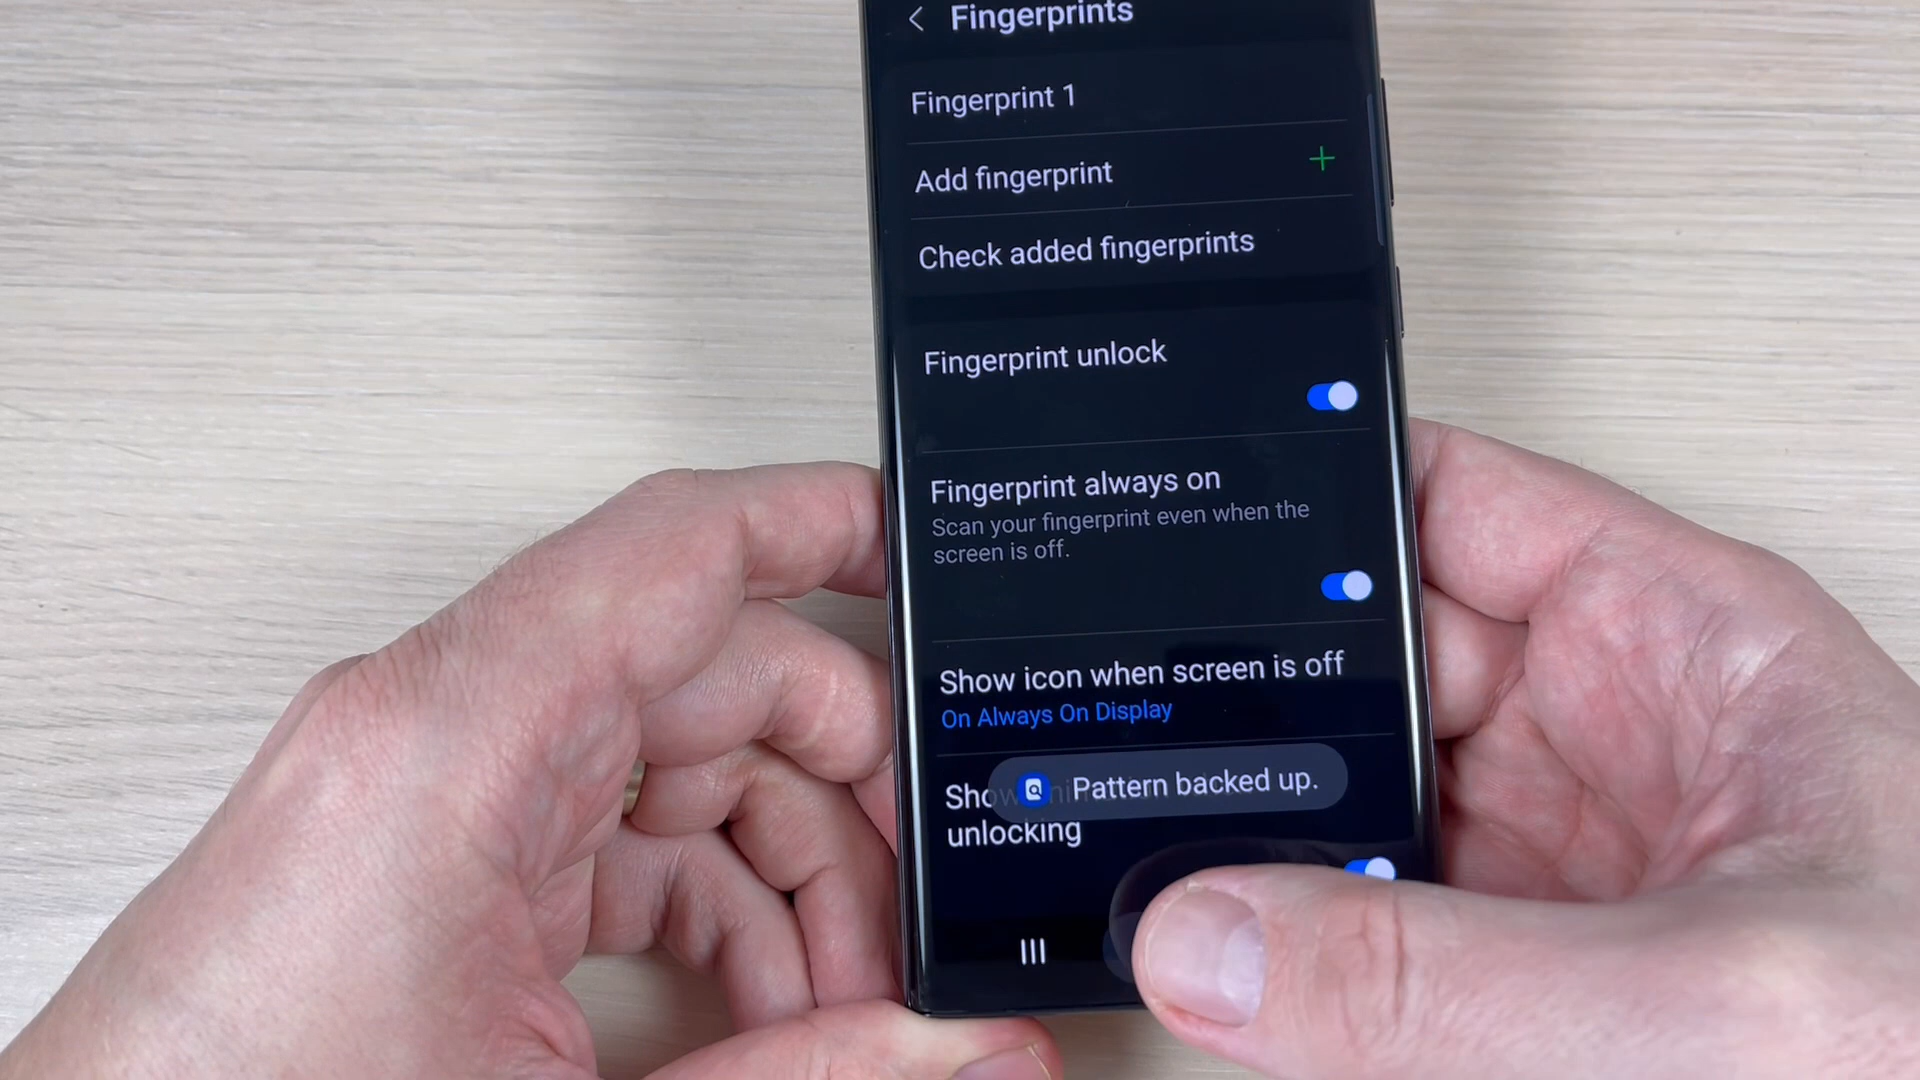 Fingerprints
Fingerprint 1
Add fingerprint
Check added fingerprints
Fingerprint unlock
Fingerprint always on
Scan your fingerprint even when the
screen is off.
Show icon when screen is off
On Always On Display
Pattern backed up.
Show
unlocking